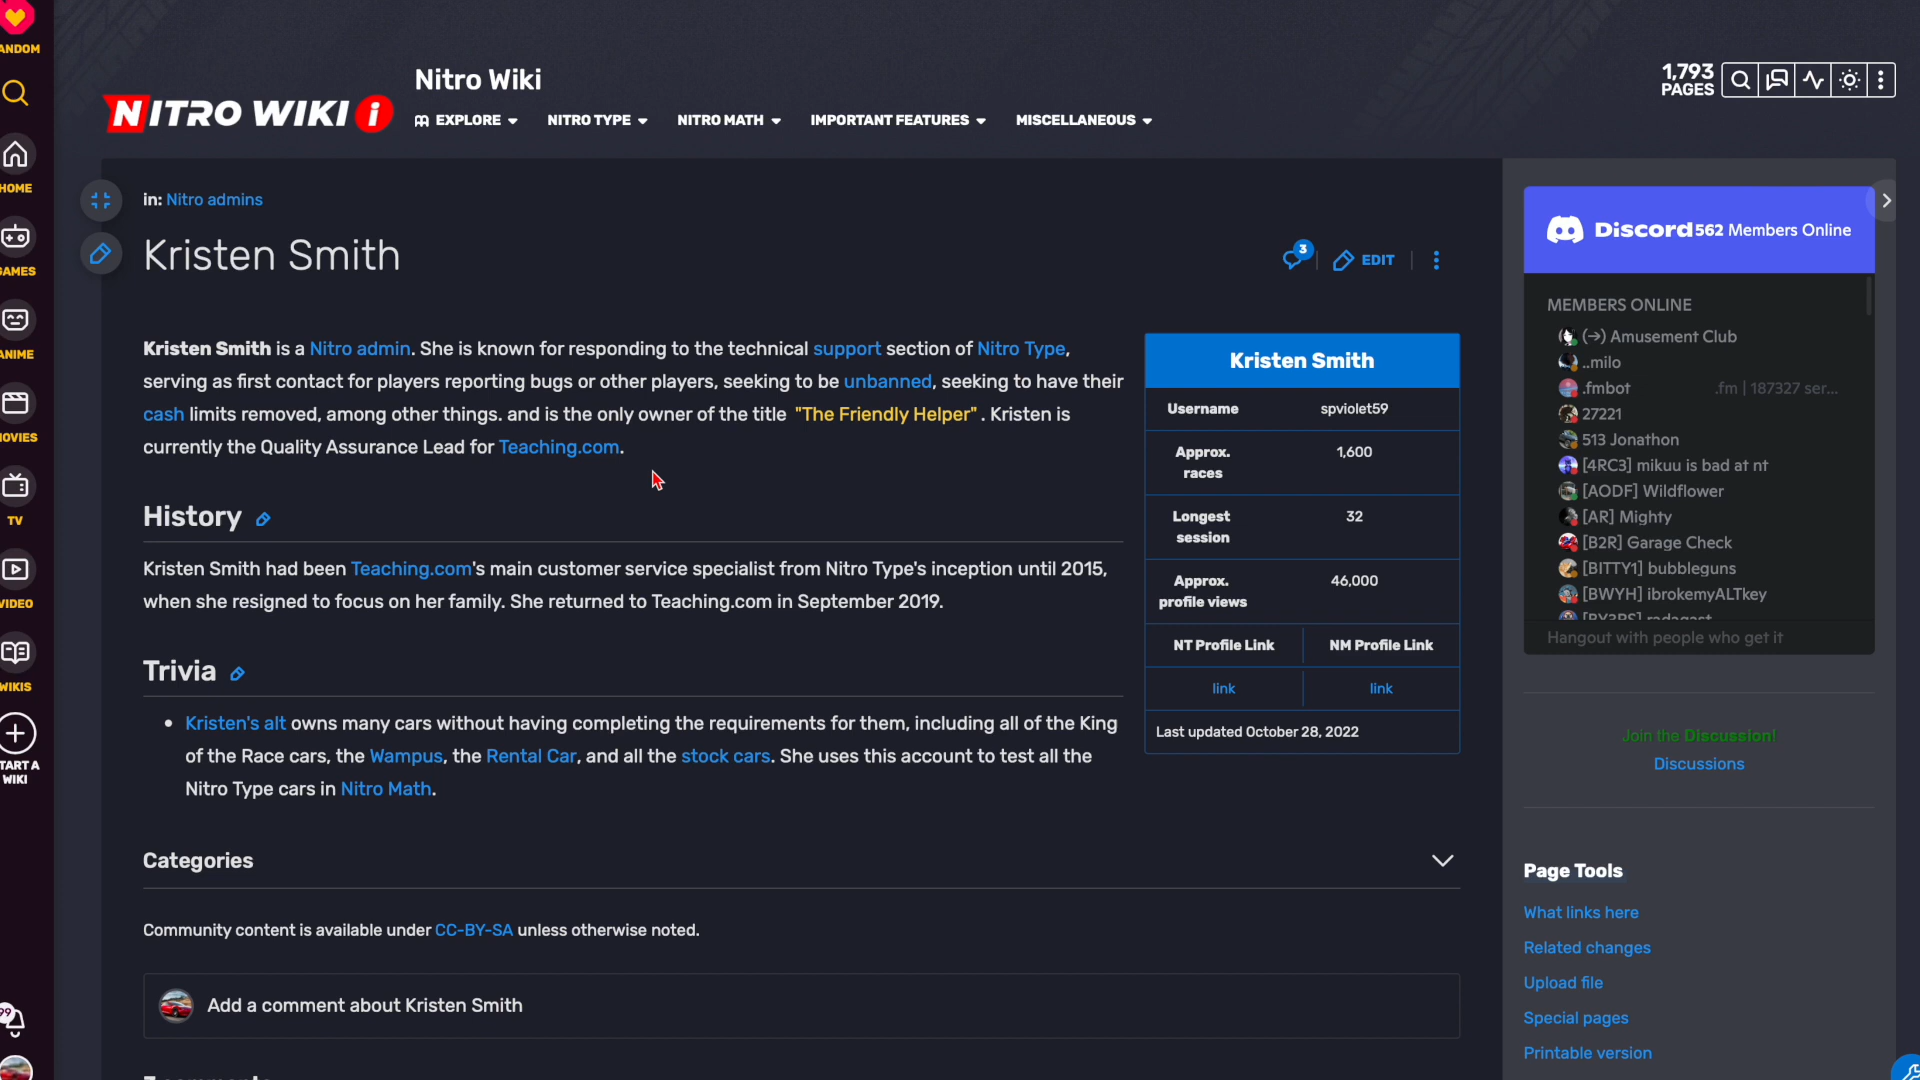 ANDOM
HOME
GAMES
ANIME
MOVIES
TV
VIDEO
WIKIS
START A
WIKI
99
NITRO WIKI i
Nitro Wiki
EXPLORE
NITRO TYPE
NITRO MATH
IMPORTANT FEATURES
MISCELLANEOUS
1,793
PAGES
in: Nitro admins
Kristen Smith
3
EDIT
Kristen Smith is a Nitro admin. She is known for responding to the technical support section of Nitro Type,
serving as first contact for players reporting bugs or other players, seeking to be unbanned, seeking to have their
cash limits removed, among other things. and is the only owner of the title "The Friendly Helper" . Kristen is
currently the Quality Assurance Lead for Teaching.com.
History
Kristen Smith had been Teaching.com's main customer service specialist from Nitro Type's inception until 2015,
when she resigned to focus on her family. She returned to Teaching.com in September 2019.
Trivia
Kristen's alt owns many cars without having completing the requirements for them, including all of the King
of the Race cars, the Wampus, the Rental Car, and all the stock cars. She uses this account to test all the
Nitro Type cars in Nitro Math.
Kristen Smith
Username spviolet59
Approx. races 1,600
Longest session 32
Approx. profile views 46,000
NT Profile Link NM Profile Link
link link
Last updated October 28, 2022
Categories
Community content is available under CC-BY-SA unless otherwise noted.
Add a comment about Kristen Smith
Discord 562 Members Online
MEMBERS ONLINE
(→) Amusement Club
..milo
.fmbot .fm | 187327 ser...
27221
513 Jonathon
[4RC3] mikuu is bad at nt
[AODF] Wildflower
[AR] Mighty
[B2R] Garage Check
[BITTY1] bubbleguns
[BWYH] ibrokemyALTkey
Hangout with people who get it
Join the Discussion!
Discussions
Page Tools
What links here
Related changes
Upload file
Special pages
Printable version